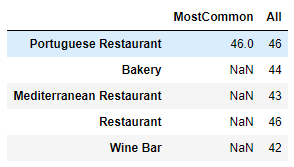 MostCommon All
Portuguese Restaurant 46.0 46
Bakery NaN 44
Mediterranean Restaurant NaN 43
Restaurant NaN 46
Wine Bar NaN 42